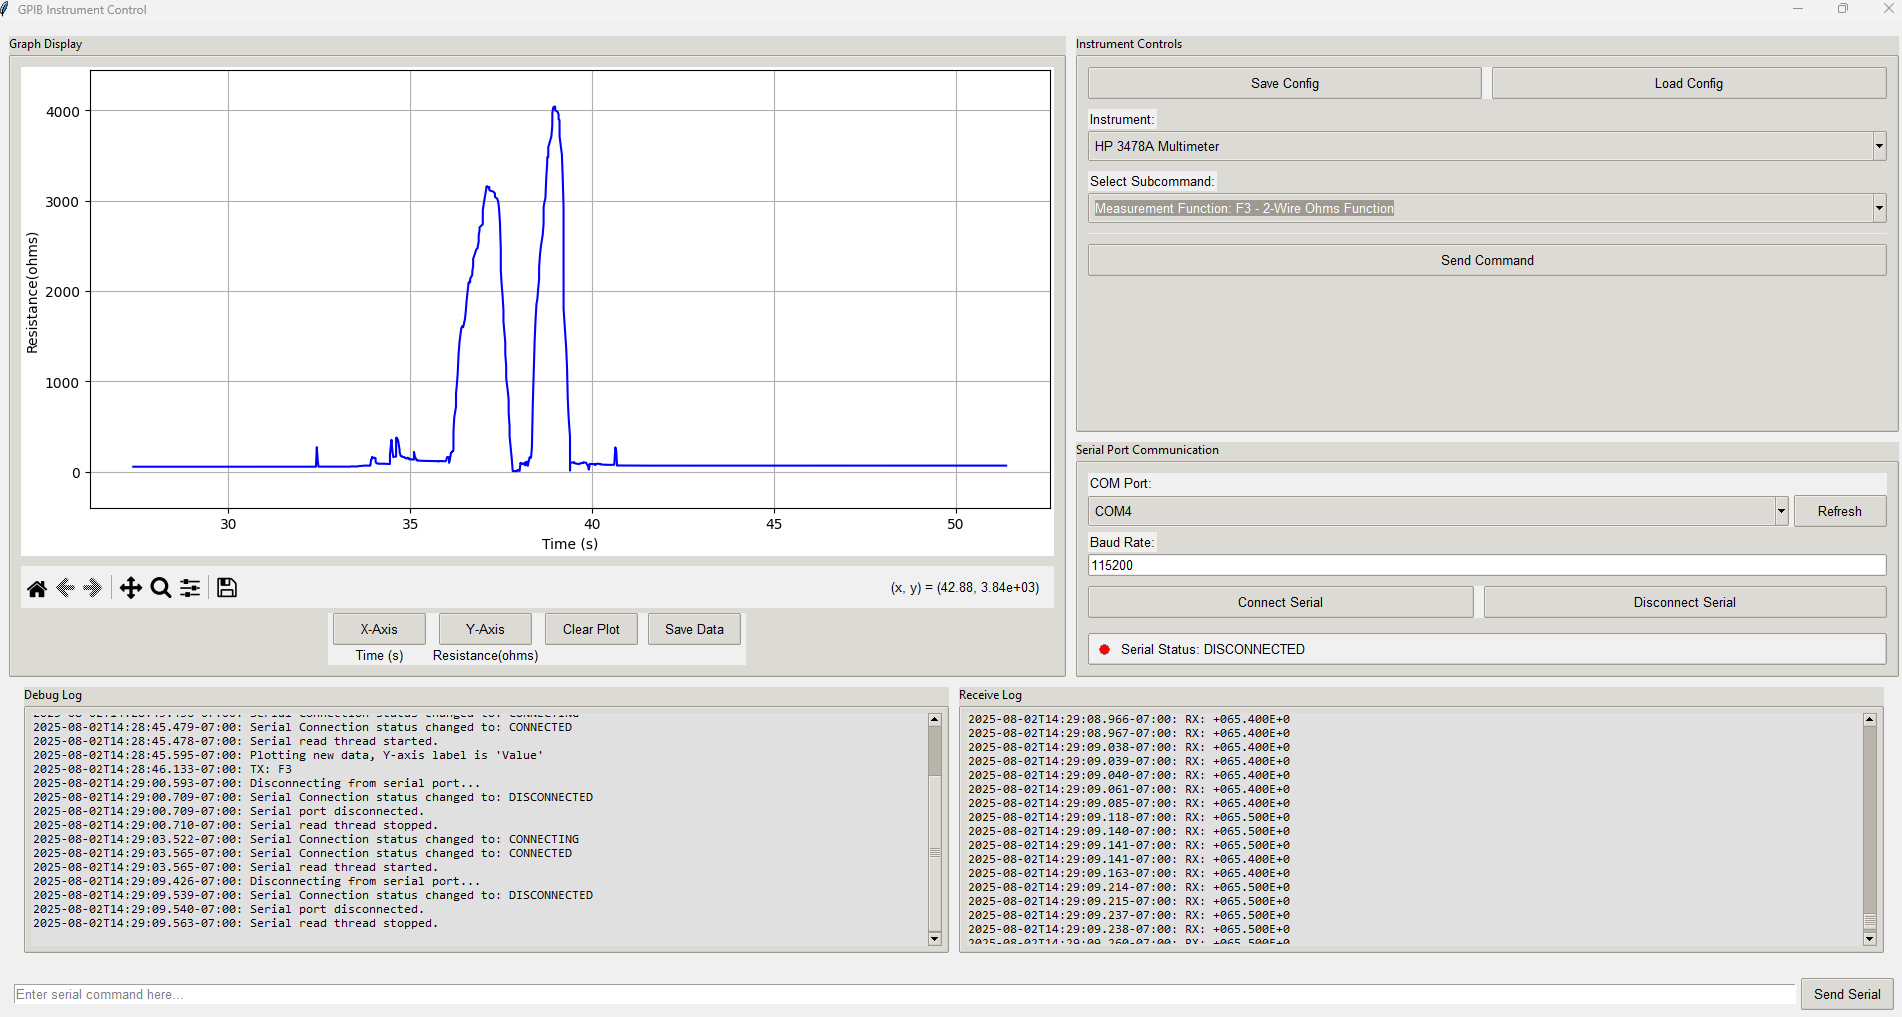 GPIB Instrument Control
Graph Display
4000
3000
2000
1000
0
Resistance(ohms)
30 35 40 45 50
Time (s)
(x, y) = (42.88, 3.84e+03)
X-Axis Y-Axis Clear Plot Save Data
Time (s) Resistance(ohms)
Instrument Controls
Save Config Load Config
Instrument:
HP 3478A Multimeter
Select Subcommand:
Measurement Function: F3 - 2-Wire Ohms Function
Send Command
Serial Port Communication
COM Port:
COM4 Refresh
Baud Rate:
115200
Connect Serial Disconnect Serial
Serial Status: DISCONNECTED
Debug Log
Serial Connection status changed to: CONNECTING
2025-08-02T14:28:45.479-07:00: Serial Connection status changed to: CONNECTED
2025-08-02T14:28:45.478-07:00: Serial read thread started.
2025-08-02T14:28:45.595-07:00: Plotting new data, Y-axis label is 'Value'
2025-08-02T14:28:46.133-07:00: TX: F3
2025-08-02T14:29:00.593-07:00: Disconnecting from serial port...
2025-08-02T14:29:00.709-07:00: Serial Connection status changed to: DISCONNECTED
2025-08-02T14:29:00.709-07:00: Serial port disconnected.
2025-08-02T14:29:00.710-07:00: Serial read thread stopped.
2025-08-02T14:29:03.522-07:00: Serial Connection status changed to: CONNECTING
2025-08-02T14:29:03.565-07:00: Serial Connection status changed to: CONNECTED
2025-08-02T14:29:03.565-07:00: Serial read thread started.
2025-08-02T14:29:09.426-07:00: Disconnecting from serial port...
2025-08-02T14:29:09.539-07:00: Serial Connection status changed to: DISCONNECTED
2025-08-02T14:29:09.540-07:00: Serial port disconnected.
2025-08-02T14:29:09.563-07:00: Serial read thread stopped.
Receive Log
2025-08-02T14:29:08.966-07:00: RX: +065.400E+0
2025-08-02T14:29:08.967-07:00: RX: +065.400E+0
2025-08-02T14:29:09.038-07:00: RX: +065.400E+0
2025-08-02T14:29:09.039-07:00: RX: +065.400E+0
2025-08-02T14:29:09.040-07:00: RX: +065.400E+0
2025-08-02T14:29:09.061-07:00: RX: +065.400E+0
2025-08-02T14:29:09.085-07:00: RX: +065.400E+0
2025-08-02T14:29:09.118-07:00: RX: +065.500E+0
2025-08-02T14:29:09.140-07:00: RX: +065.500E+0
2025-08-02T14:29:09.141-07:00: RX: +065.500E+0
2025-08-02T14:29:09.141-07:00: RX: +065.400E+0
2025-08-02T14:29:09.163-07:00: RX: +065.400E+0
2025-08-02T14:29:09.214-07:00: RX: +065.500E+0
2025-08-02T14:29:09.215-07:00: RX: +065.500E+0
2025-08-02T14:29:09.237-07:00: RX: +065.500E+0
2025-08-02T14:29:09.238-07:00: RX: +065.500E+0
2025-08-02T14:29:09.260-07:00: RX: +065.500E+0
Enter serial command here...
Send Serial